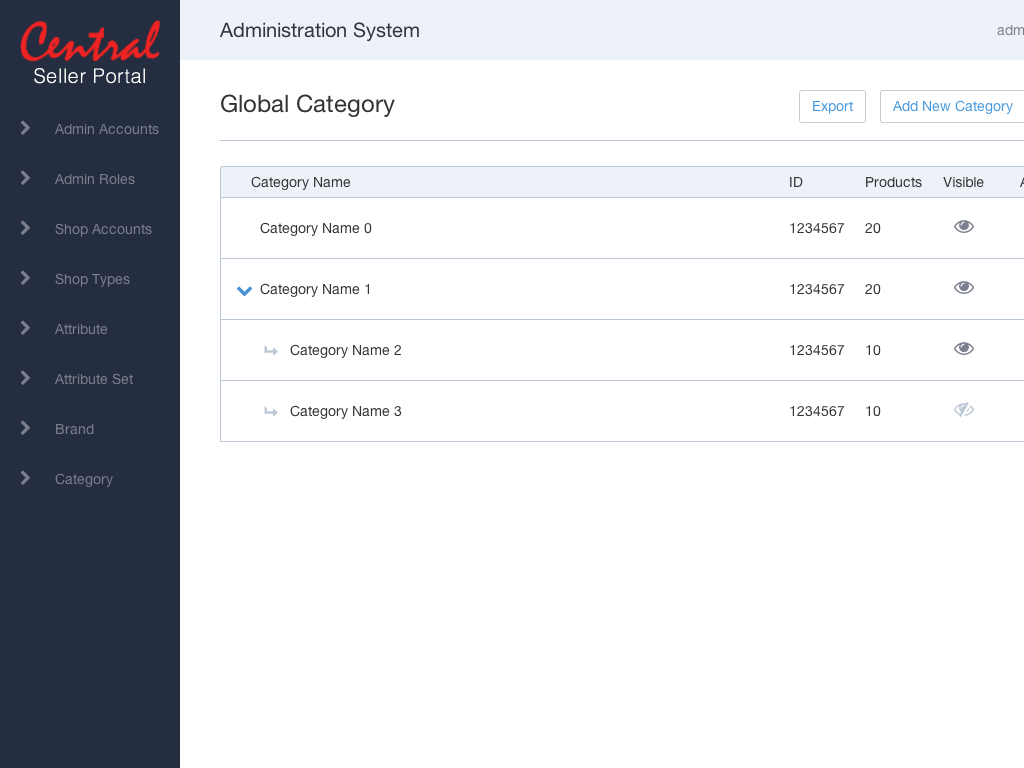 Central
Seller Portal
Admin Accounts
Admin Roles
Shop Accounts
Shop Types
Attribute
Attribute Set
Brand
Category
Administration System
adm
Global Category
Export
Add New Category
Category Name ID Products Visible A
Category Name 0 1234567 20
Category Name 1 1234567 20
Category Name 2 1234567 10
Category Name 3 1234567 10